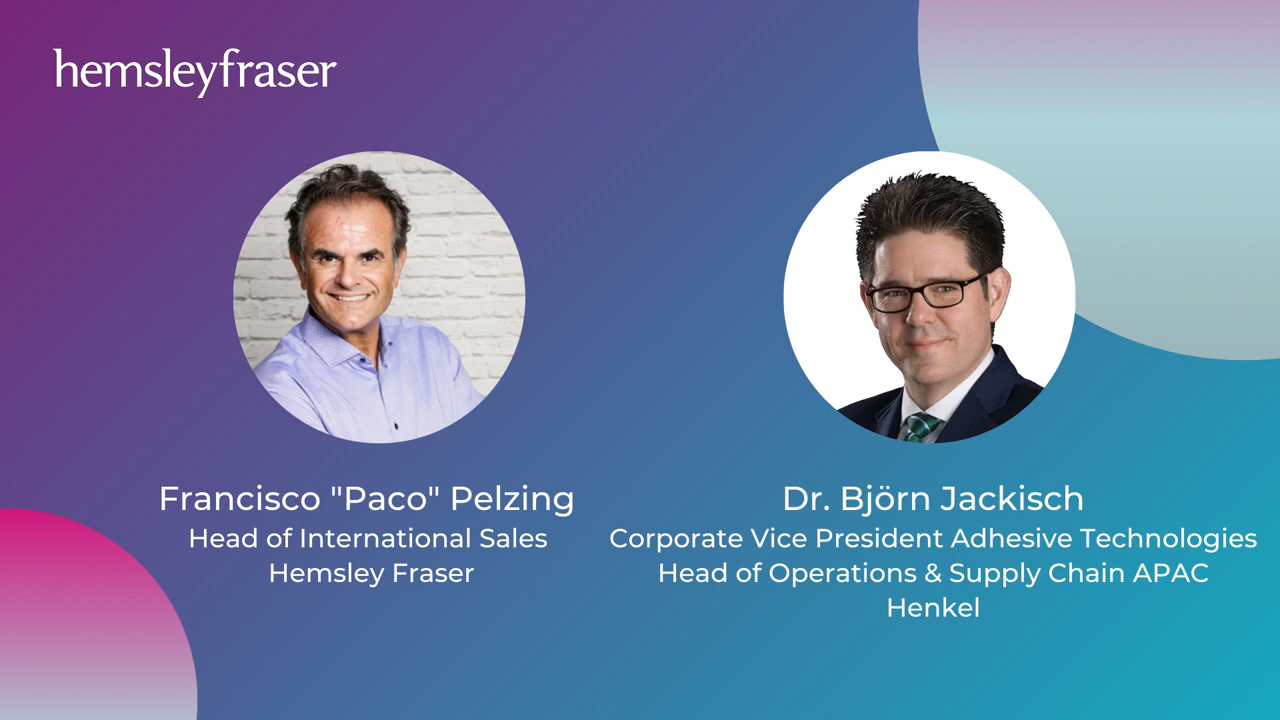 hemsleyfraser
Francisco "Paco" Pelzing
Head of International Sales
Hemsley Fraser
Dr. Björn Jackisch
Corporate Vice President Adhesive Technologies
Head of Operations & Supply Chain APAC
Henkel